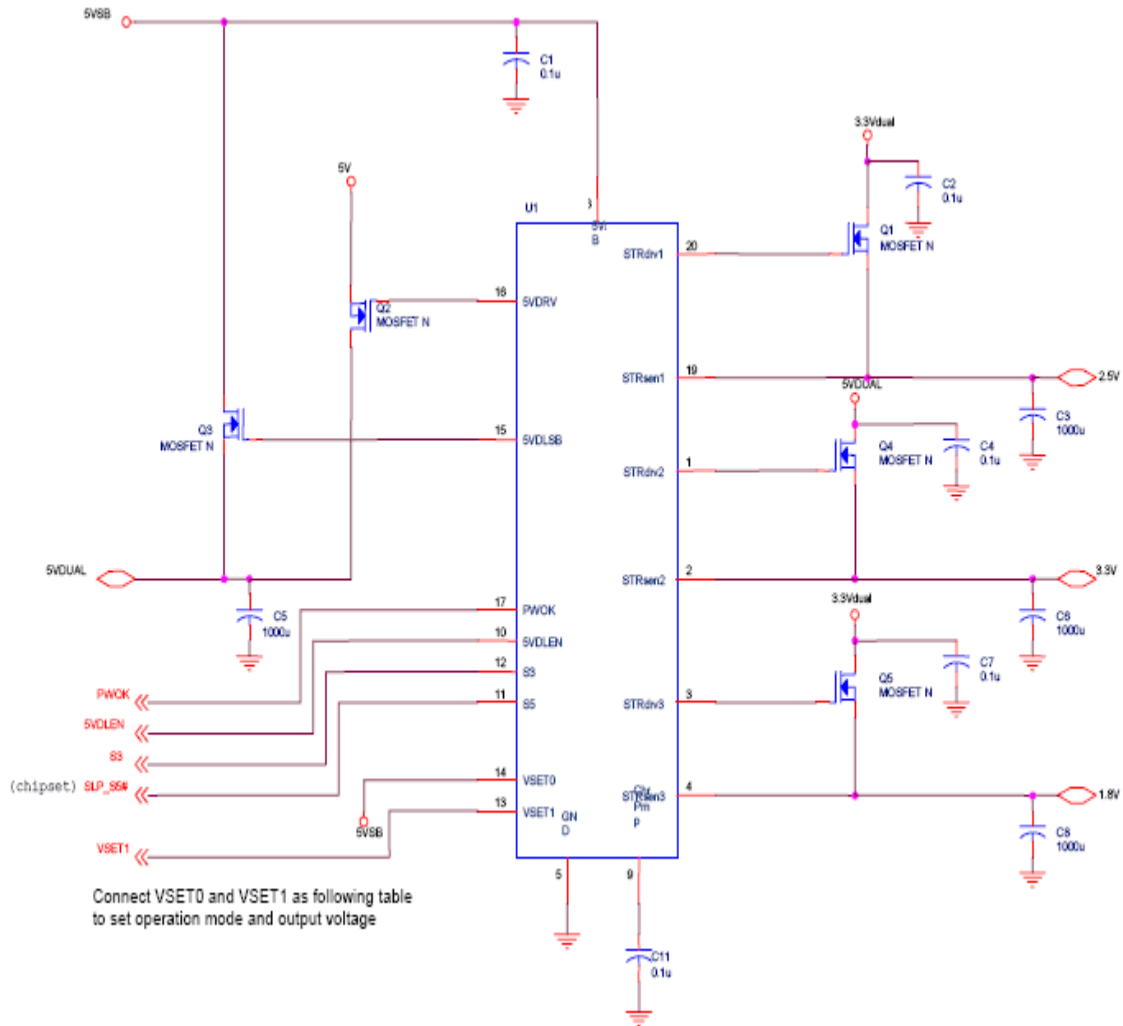 5VSB
C1
0.1u
3.3Vdual
C2
0.1u
5V
U1
Q1
MOSFET N
STRdrv1
20
16
5VDRV
Q2
MOSFET N
STRsen1
19
2.5V
5VDUAL
C3
1000u
Q3
MOSFET N
15
5VDLSB
Q4
MOSFET N
C4
0.1u
STRdrv2
1
5VDUAL
STRsen2
2
3.3V
C5
1000u
17
PWOK
3.3Vdual
C6
1000u
10
5VDLEN
12
S3
C7
0.1u
11
S5
Q5
MOSFET N
STRdrv3
3
PWOK
5VDLEN
S3
(chipset) SLP_S5#
14
VSET0
STRsen3
4
1.8V
13
VSET1
5VSB
GN
D
C8
1000u
VSET1
5
9
Connect VSET0 and VSET1 as following table
to set operation mode and output voltage
C11
0.1u